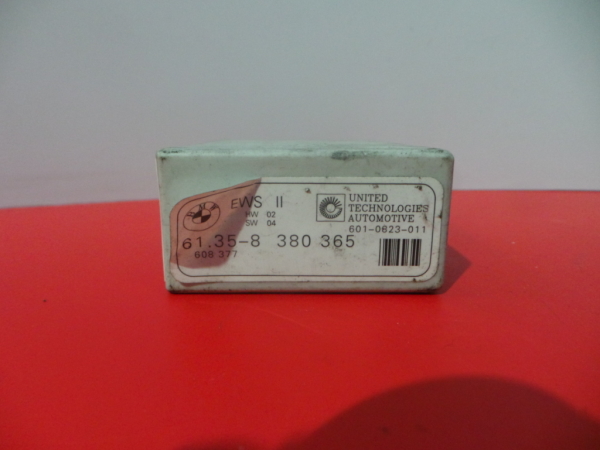 EWS II
HW 02
SW 04
UNITED
TECHNOLOGIES
AUTOMOTIVE
601-0623-011
61.35-8 380 365
608 377